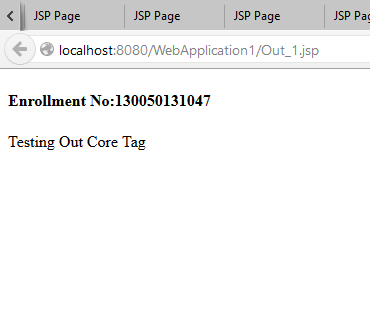 JSP Page JSP Page JSP Page JSP Pag
localhost:8080/WebApplication1/Out_1.jsp
Enrollment No:130050131047
Testing Out Core Tag